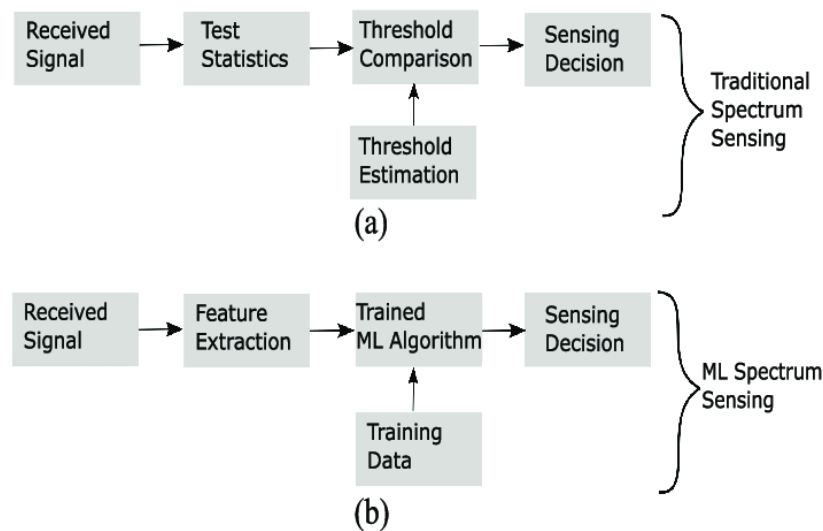 Received
Signal
Test
Statistics
Threshold
Comparison
Sensing
Decision
Threshold
Estimation
Traditional
Spectrum
Sensing
(a)
Received
Signal
Feature
Extraction
Trained
ML Algorithm
Sensing
Decision
Training
Data
ML Spectrum
Sensing
(b)